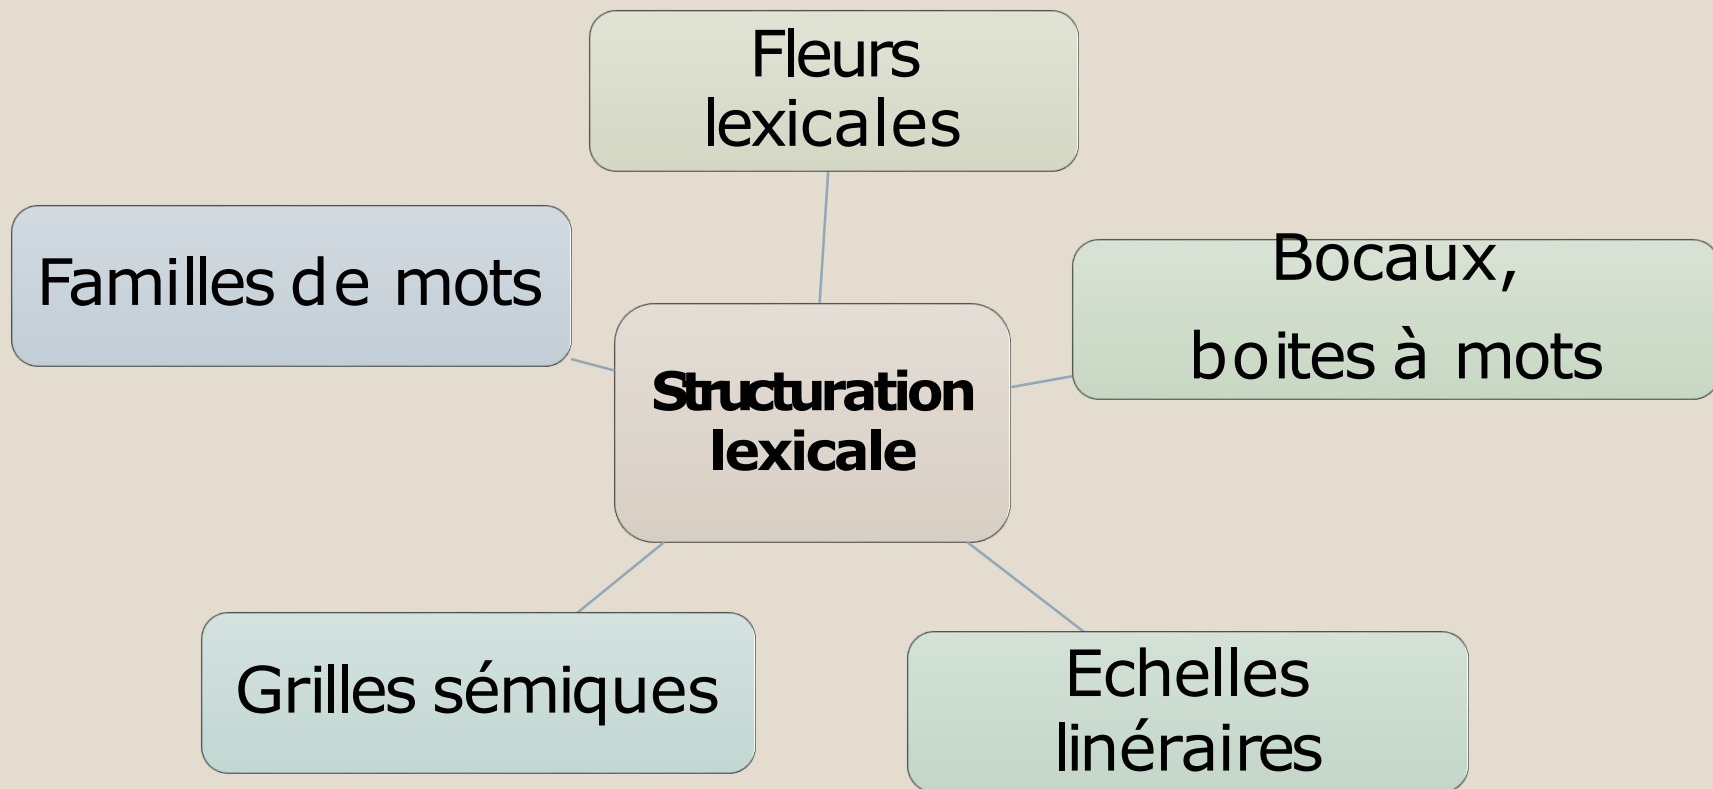 Fleurs
lexicales
Familles de mots
Bocaux,
boites à mots
Structuration
lexicale
Grilles sémiques
Echelles
linéraires